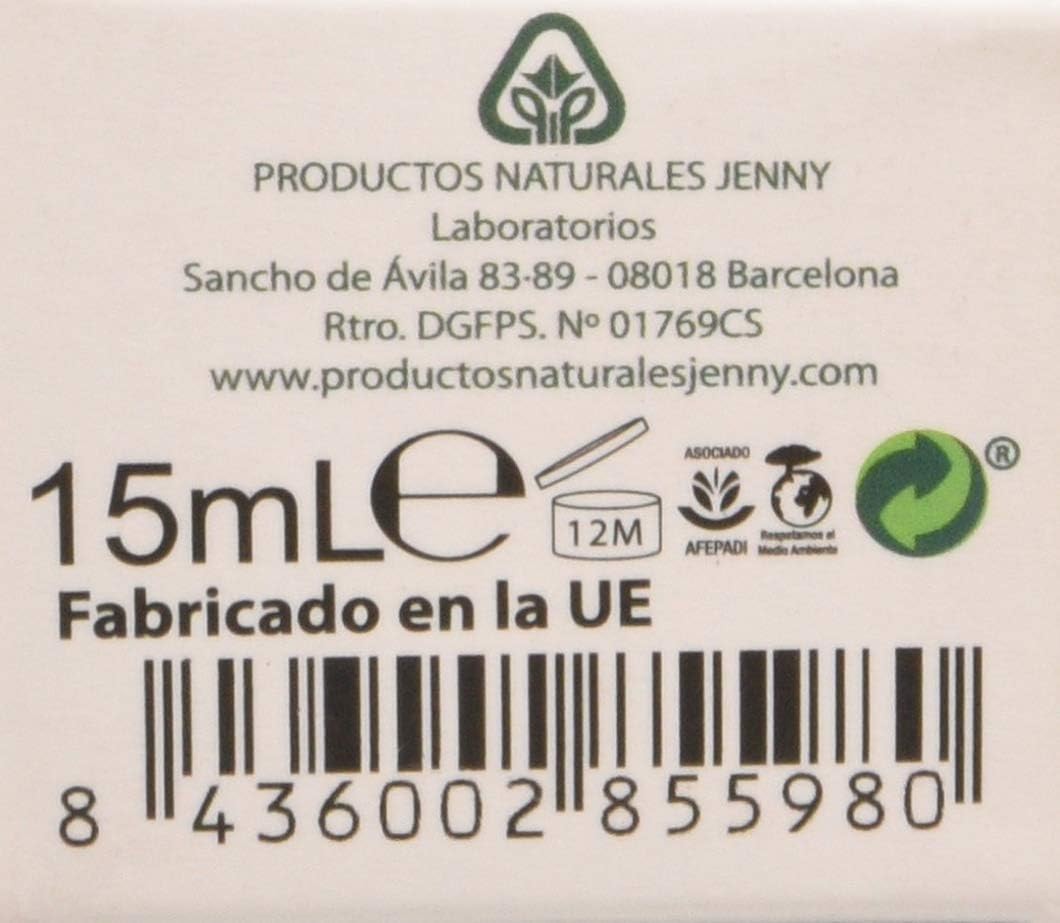 PRODUCTOS NATURALES JENNY
Laboratorios
Sancho de Ávila 83-89 - 08018 Barcelona
Rtro. DGFPS. Nº 01769CS
www.productosnaturalesjenny.com
15mL e
12M
ASOCIADO
AFEPADI
Respetamos el
Medio Ambiente
®
Fabricado en la UE
8 436002 855980